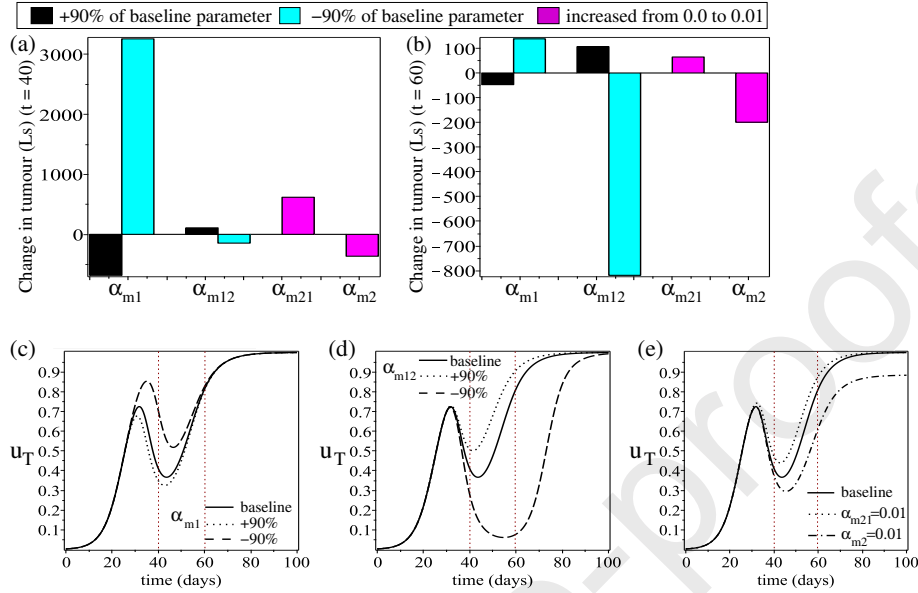 +90% of baseline parameter −90% of baseline parameter increased from 0.0 to 0.01
(a)
Change in tumour (Ls) (t = 40)
3000
2000
1000
0
αm1 αm12 αm21 αm2
(b)
Change in tumour (Ls) (t = 60)
100
0
−100
−200
−300
−400
−500
−600
−700
−800
αm1 αm12 αm21 αm2
(c)
uT
0.9
0.8
0.7
0.6
0.5
0.4
0.3
0.2
0.1
αm1
baseline
+90%
−90%
0 20 40 60 80 100
time (days)
(d)
uT
0.9
0.8
0.7
0.6
0.5
0.4
0.3
0.2
0.1
αm12
baseline
+90%
−90%
0 20 40 60 80 100
time (days)
(e)
uT
0.9
0.8
0.7
0.6
0.5
0.4
0.3
0.2
0.1
baseline
αm21=0.01
αm2=0.01
0 20 40 60 80 100
time (days)
-proof